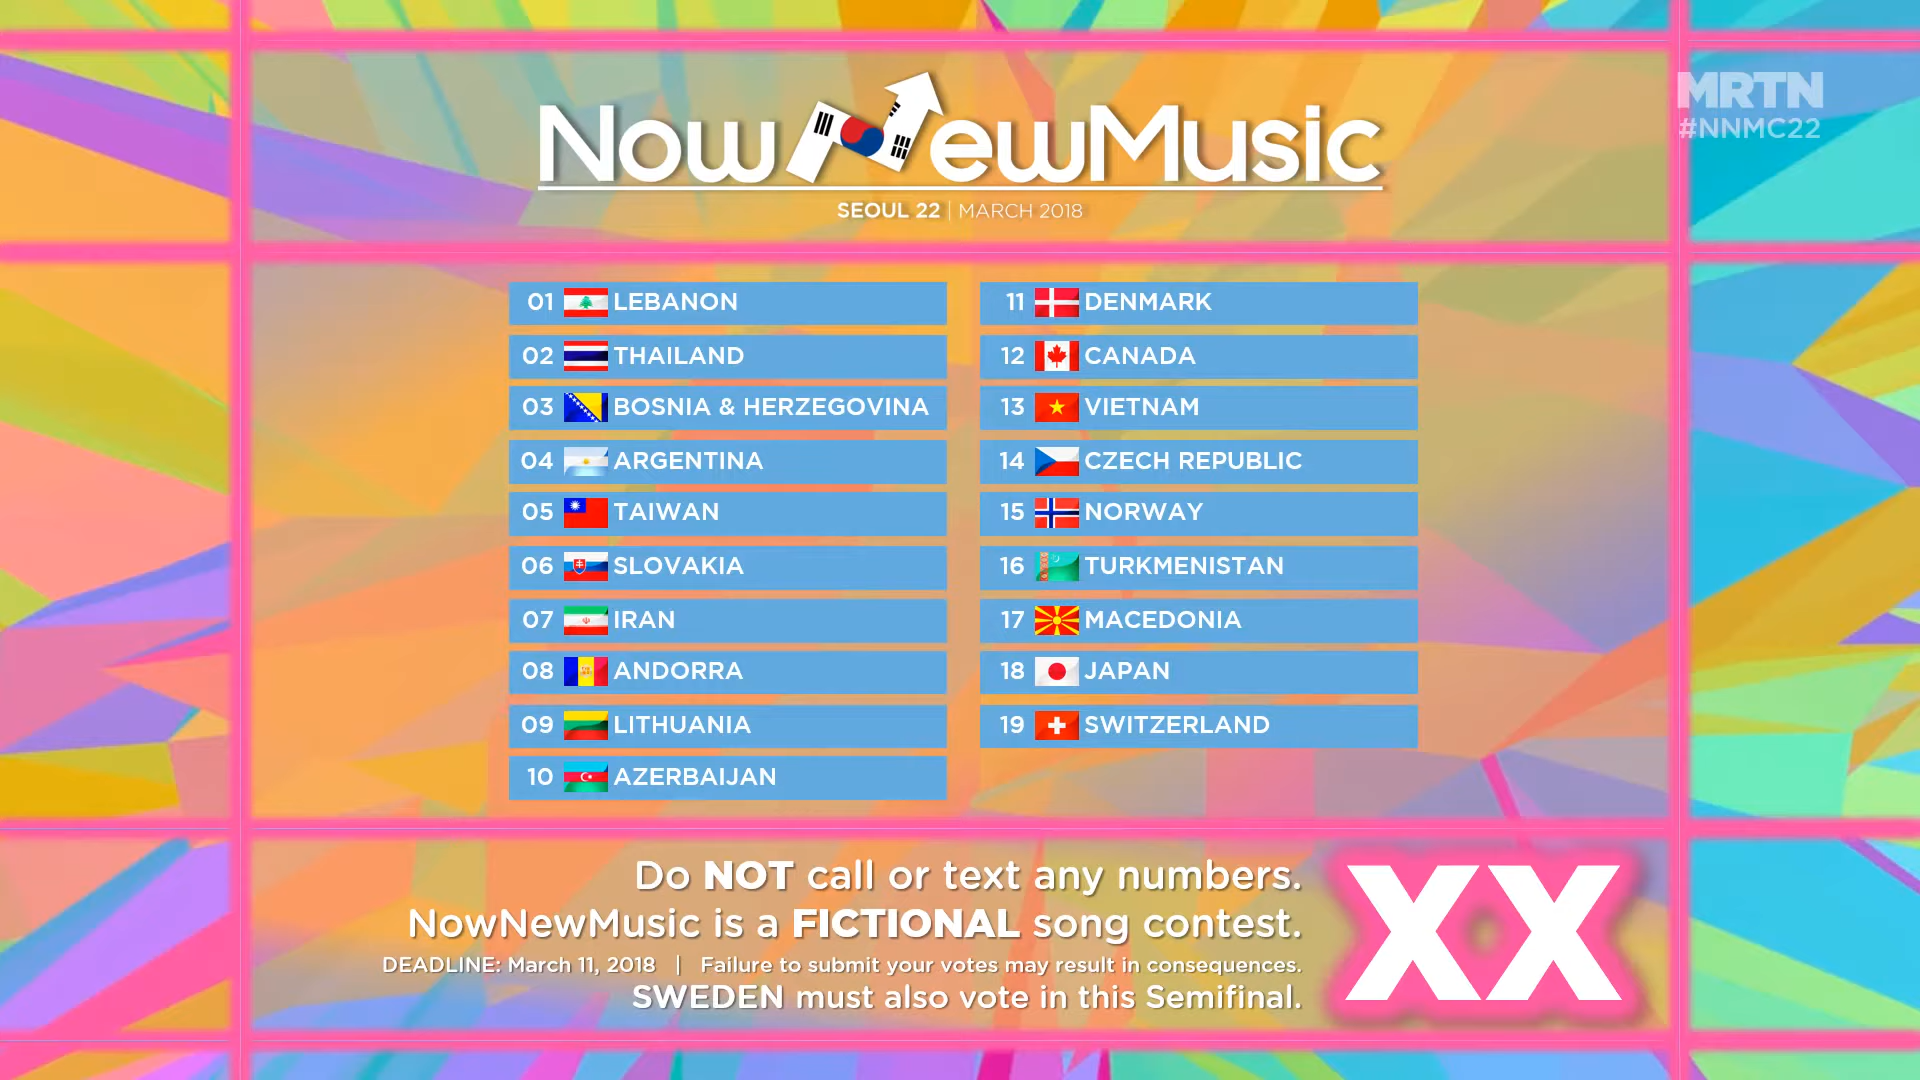 MRTN
#NNMC22
NowNewMusic
SEOUL 22 | MARCH 2018
01 LEBANON
02 THAILAND
03 BOSNIA & HERZEGOVINA
04 ARGENTINA
05 TAIWAN
06 SLOVAKIA
07 IRAN
08 ANDORRA
09 LITHUANIA
10 AZERBAIJAN
11 DENMARK
12 CANADA
13 VIETNAM
14 CZECH REPUBLIC
15 NORWAY
16 TURKMENISTAN
17 MACEDONIA
18 JAPAN
19 SWITZERLAND
Do NOT call or text any numbers.
NowNewMusic is a FICTIONAL song contest.
DEADLINE: March 11, 2018 | Failure to submit your votes may result in consequences.
SWEDEN must also vote in this Semifinal.
XX